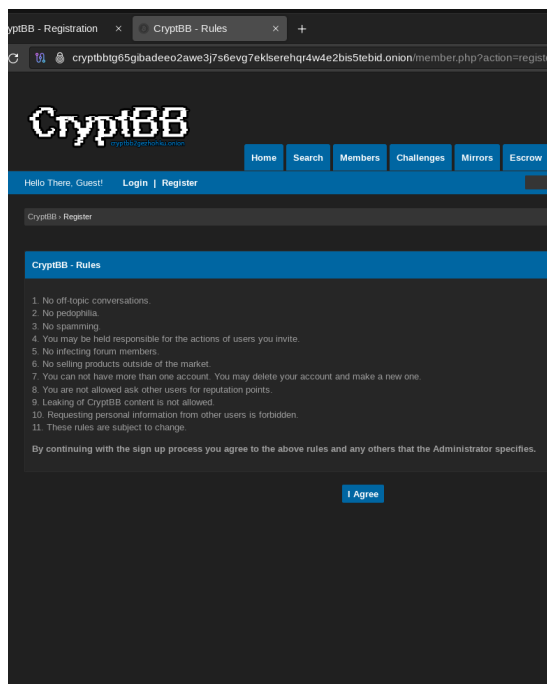 yptBB - Registration × CryptBB - Rules × +
cryptbbtg65gibadeeo2awe3j7s6evg7eklserehqr4w4e2bis5tebid.onion/member.php?action=registe
CryptBB
Home Search Members Challenges Mirrors Escrow
Hello There, Guest! Login | Register
CryptBB › Register
CryptBB - Rules
1. No off-topic conversations.
2. No pedophilia.
3. No spamming.
4. You may be held responsible for the actions of users you invite.
5. No infecting forum members.
6. No selling products outside of the market.
7. You can not have more than one account. You may delete your account and make a new one.
8. You are not allowed ask other users for reputation points.
9. Leaking of CryptBB content is not allowed.
10. Requesting personal information from other users is forbidden.
11. These rules are subject to change.
By continuing with the sign up process you agree to the above rules and any others that the Administrator specifies.
I Agree